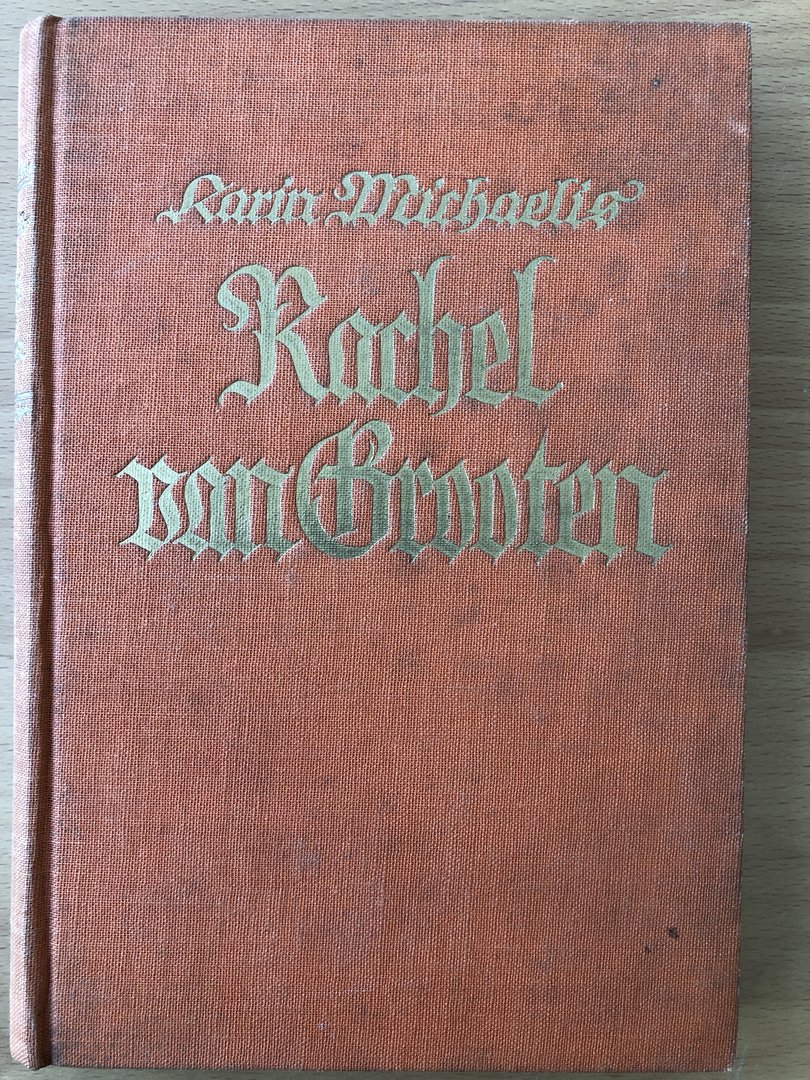 Karin Michaelis
Rachel
van Grooten